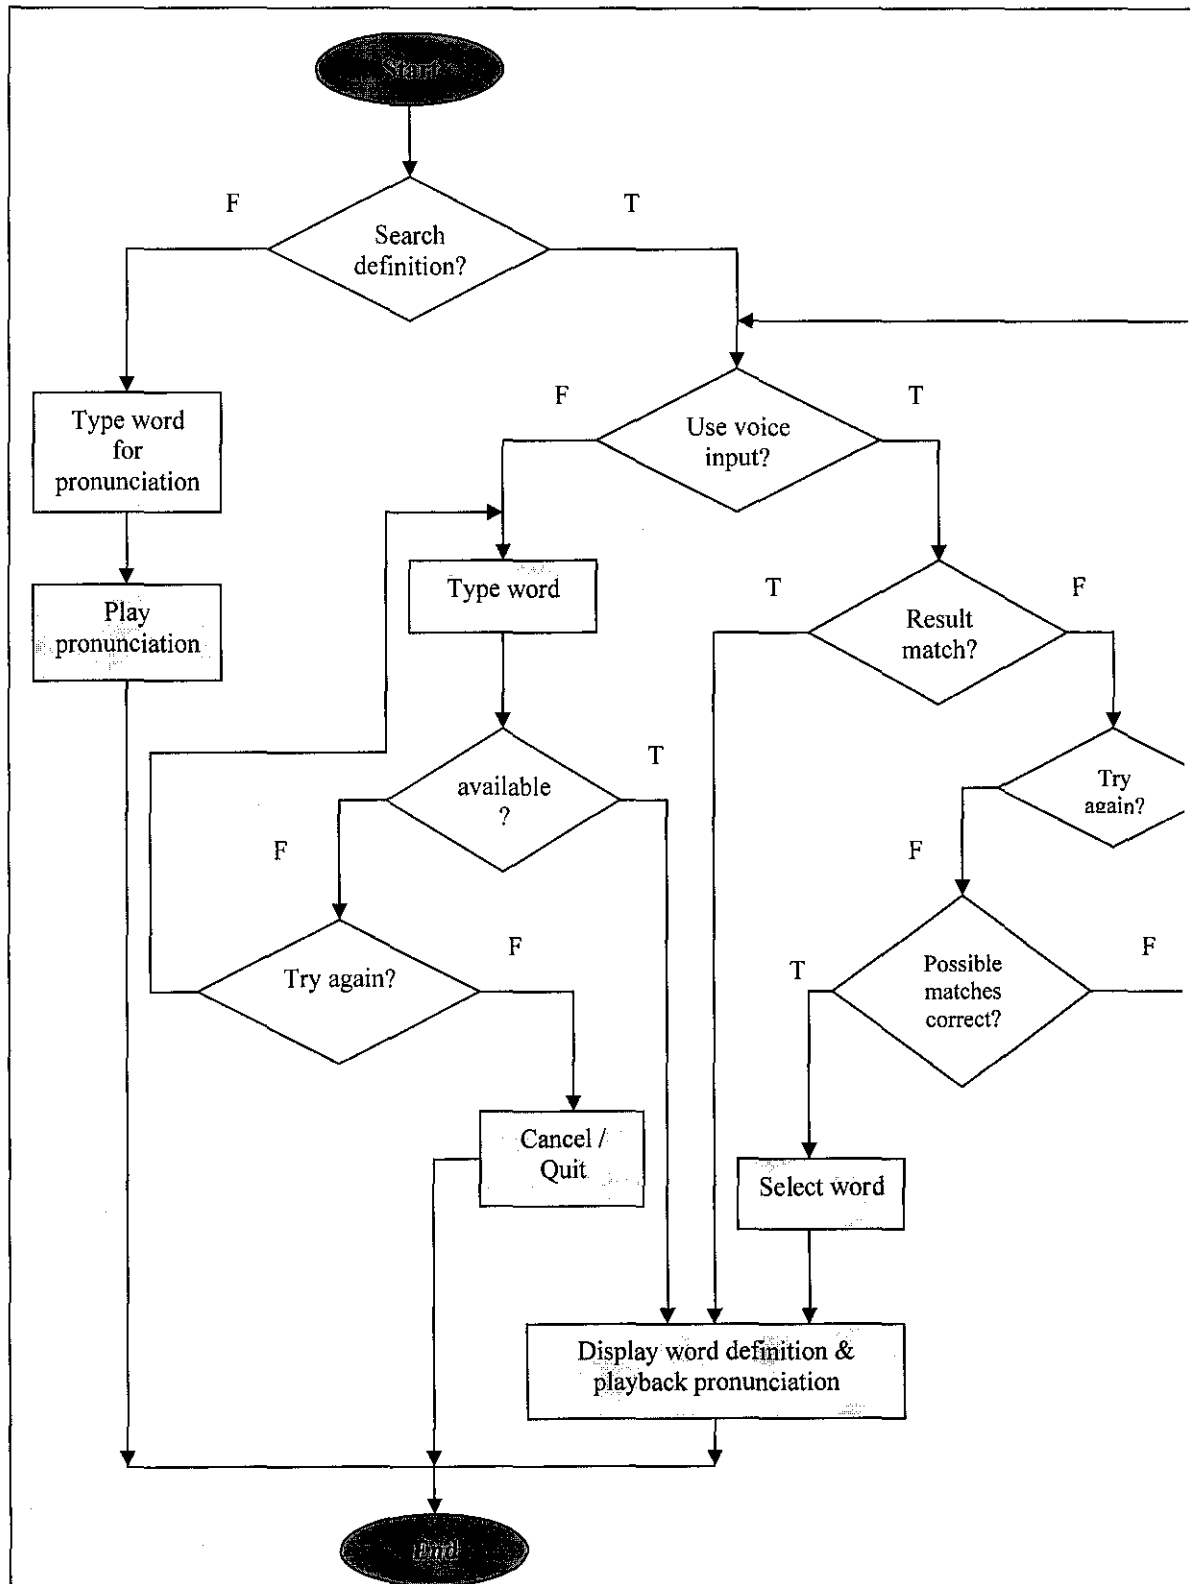 Start
F
T
Search
definition?
Type word
for
pronunciation
F
T
Use voice
input?
Play
pronunciation
Type word
T
F
Result
match?
available
?
T
Try
again?
F
F
Try again?
F
T
F
Possible
matches
correct?
Cancel /
Quit
Select word
Display word definition &
playback pronunciation
End